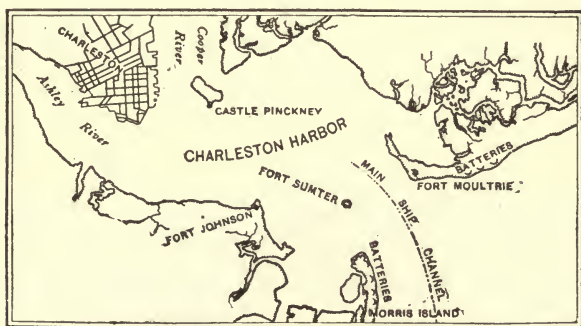 CHARLESTON
Cooper
River.
Ashley
River
CASTLE PINCKNEY
CHARLESTON HARBOR
BATTERIES
FORT MOULTRIE
MAIN SHIP CHANNEL
FORT SUMTER
FORT JOHNSON
BATTERIES
MORRIS ISLAND